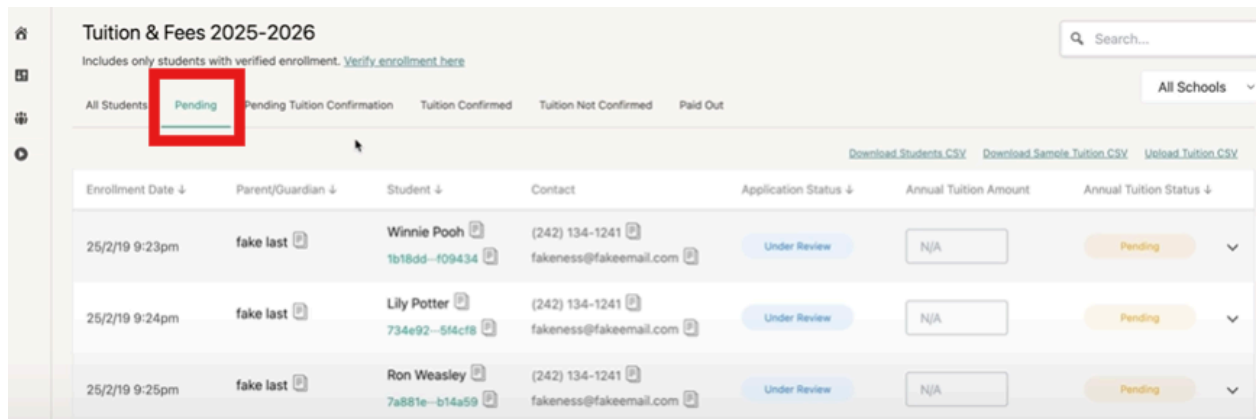 Tuition & Fees 2025-2026
Search...
Includes only students with verified enrollment. Verify enrollment here
All Schools
All Students Pending Pending Tuition Confirmation Tuition Confirmed Tuition Not Confirmed Paid Out
Download Students CSV Download Sample Tuition CSV Upload Tuition CSV
Enrollment Date ↓ Parent/Guardian ↓ Student ↓ Contact Application Status ↓ Annual Tuition Amount Annual Tuition Status ↓
25/2/19 9:23pm fake last Winnie Pooh (242) 134-1241 Under Review N/A Pending
1b18dd--f09434 fakeness@fakeemail.com
25/2/19 9:24pm fake last Lily Potter (242) 134-1241 Under Review N/A Pending
734e92--5f4cf8 fakeness@fakeemail.com
25/2/19 9:25pm fake last Ron Weasley (242) 134-1241 Under Review N/A Pending
7a881e--b14a59 fakeness@fakeemail.com